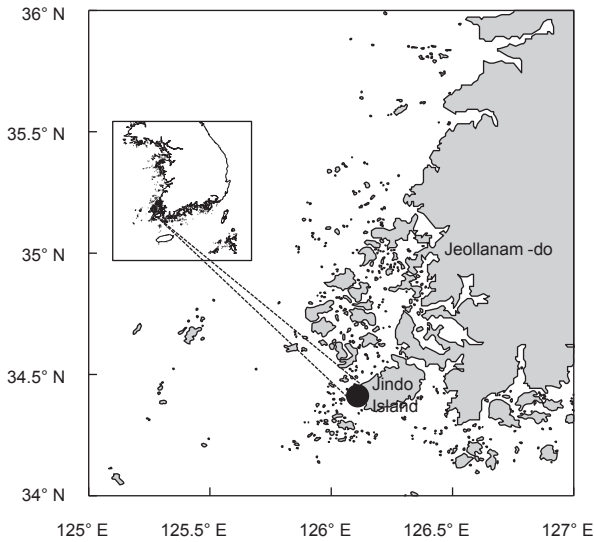 36° N
35.5° N
35° N
Jeollanam -do
34.5° N
Jindo
Island
34° N
125° E
125.5° E
126° E
126.5° E
127° E